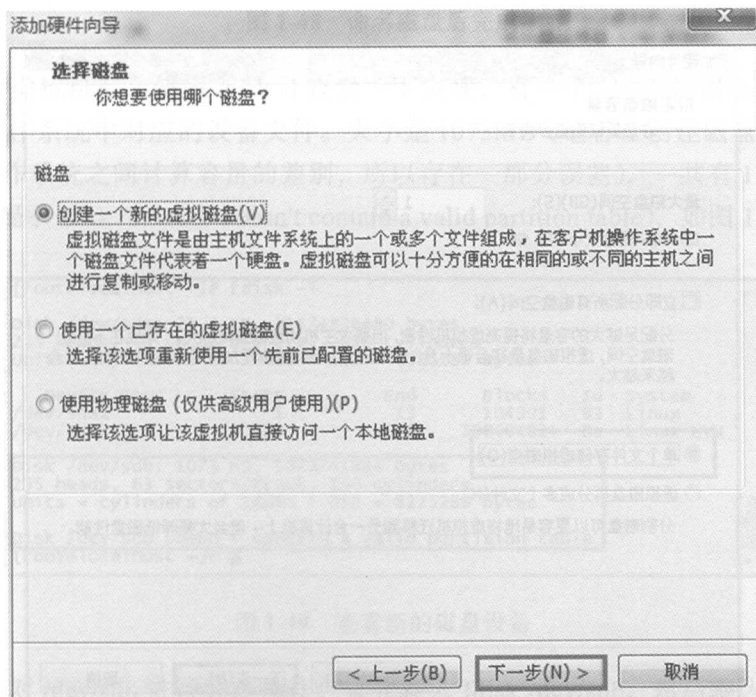 添加硬件向导
选择磁盘
你想要使用哪个磁盘？
磁盘
创建一个新的虚拟磁盘(V)
虚拟磁盘文件是由主机文件系统上的一个或多个文件组成，在客户机操作系统中一
个磁盘文件代表着一个硬盘。虚拟磁盘可以十分方便的在相同的或不同的主机之间
进行复制或移动。
使用一个已存在的虚拟磁盘(E)
选择该选项重新使用一个先前已配置的磁盘。
使用物理磁盘 (仅供高级用户使用)(P)
选择该选项让该虚拟机直接访问一个本地磁盘。
< 上一步(B)
下一步(N) >
取消